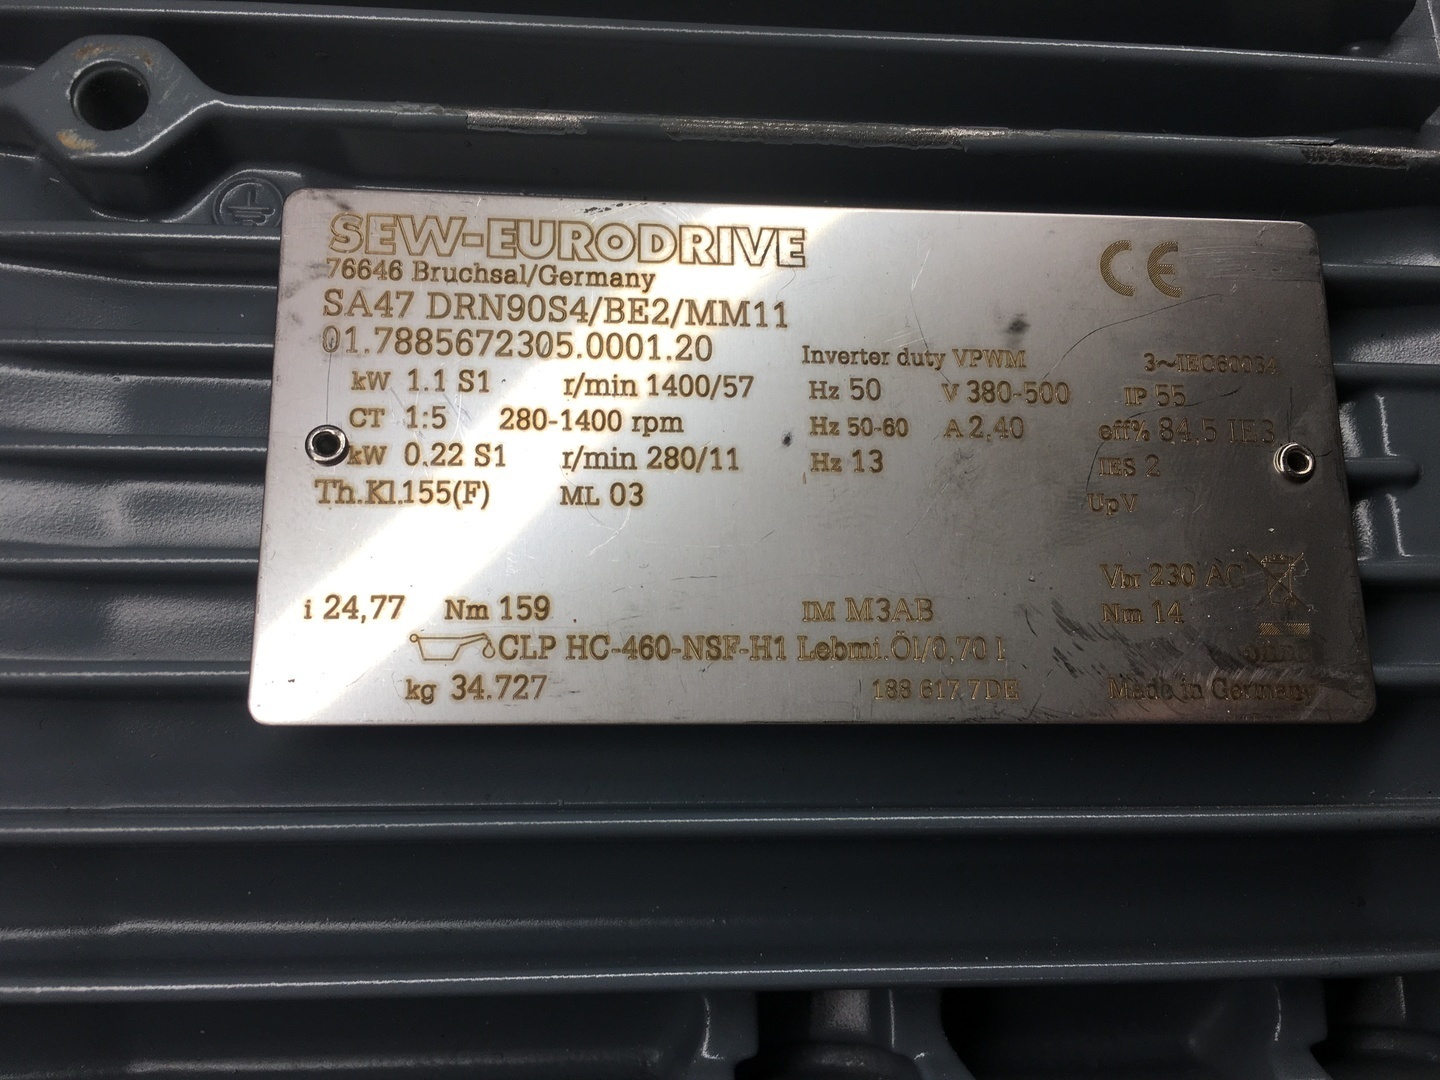 SEW-EURODRIVE
CE
76646 Bruchsal/Germany
SA47 DRN90S4/BE2/MM11
01.7885672305.0001.20
Inverter duty VPWM 3~IEC60034
kW 1.1 S1 r/min 1400/57 Hz 50 V 380-500 IP 55
CT 1:5 280-1400 rpm Hz 50-60 A 2,40 eff% 84,5 IE3
kW 0.22 S1 r/min 280/11 Hz 13 IES 2
Th.Kl.155(F) ML 03 UpV
Vbr 230 AC
i 24,77 Nm 159 IM M3AB Nm 14
CLP HC-460-NSF-H1 Lebmi.Öl/0,70 l
kg 34.727 188 617 7DE Made in Germany